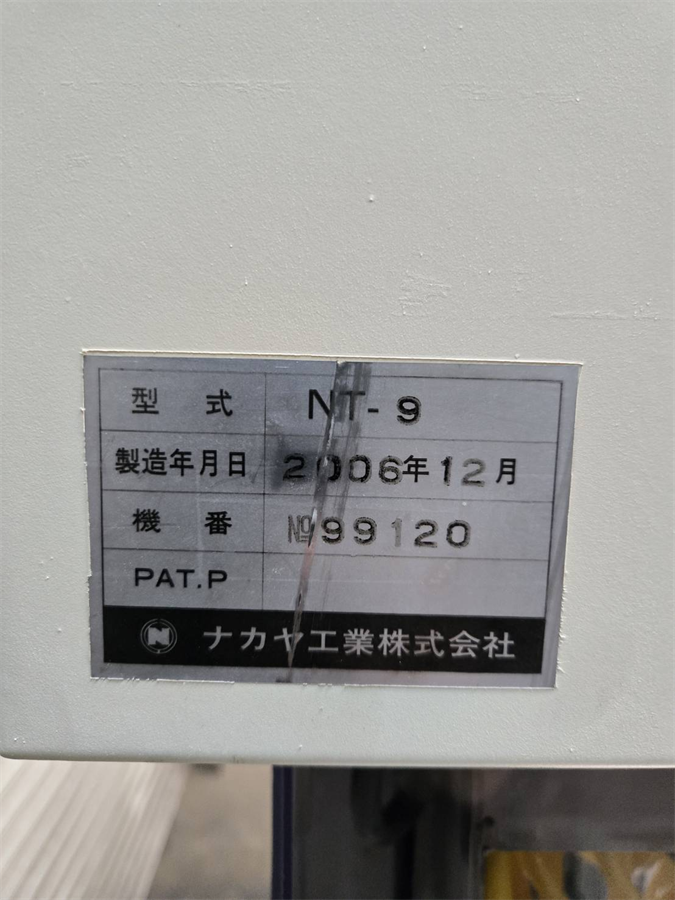 型式 NT-9
製造年月日 2006年12月
機番 №99120
PAT.P
N ナカヤ工業株式会社